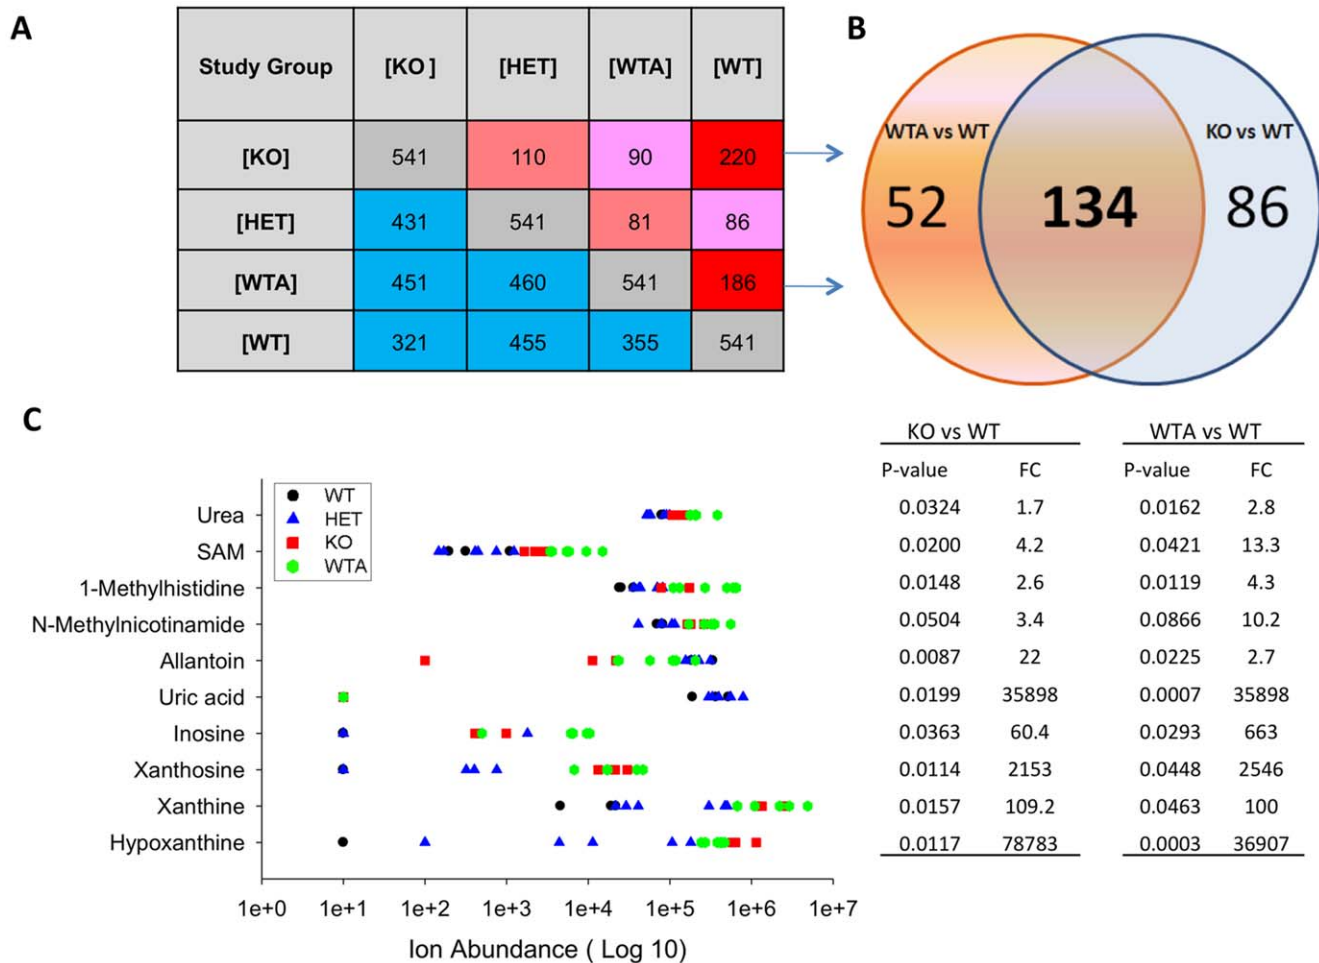 A
Study Group [KO] [HET] [WTA] [WT]
[KO] 541 110 90 220
[HET] 431 541 81 86
[WTA] 451 460 541 186
[WT] 321 455 355 541
B
WTA vs WT KO vs WT
52 134 86
C
WT
HET
KO
WTA
KO vs WT WTA vs WT
P-value FC P-value FC
Urea 0.0324 1.7 0.0162 2.8
SAM 0.0200 4.2 0.0421 13.3
1-Methylhistidine 0.0148 2.6 0.0119 4.3
N-Methylnicotinamide 0.0504 3.4 0.0866 10.2
Allantoin 0.0087 22 0.0225 2.7
Uric acid 0.0199 35898 0.0007 35898
Inosine 0.0363 60.4 0.0293 663
Xanthosine 0.0114 2153 0.0448 2546
Xanthine 0.0157 109.2 0.0463 100
Hypoxanthine 0.0117 78783 0.0003 36907
1e+0 1e+1 1e+2 1e+3 1e+4 1e+5 1e+6 1e+7
Ion Abundance ( Log 10)